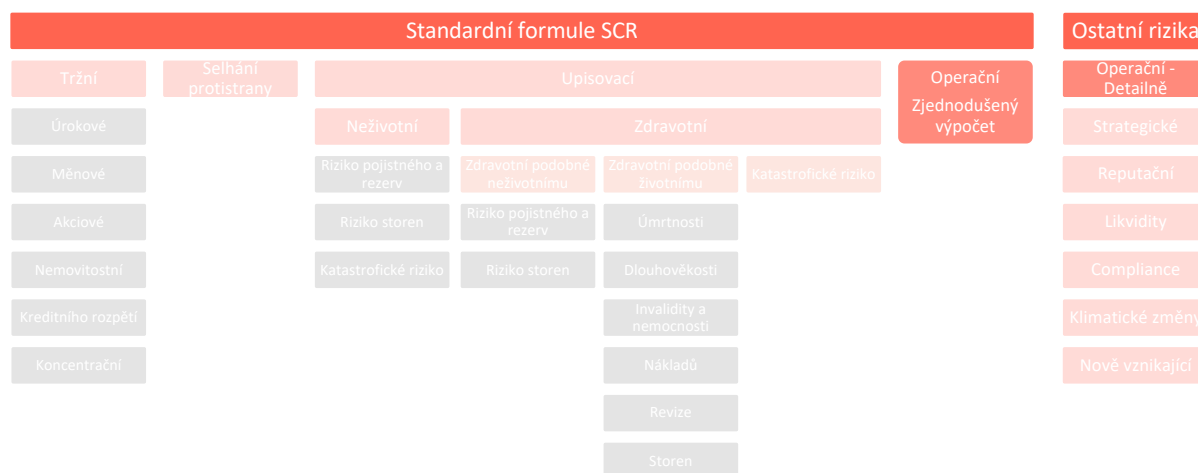 Standardní formule SCR
Ostatní rizika
Tržní
Selhání
protistrany
Upisovací
Operační
Zjednodušený
výpočet
Operační -
Detailně
Úrokové
Neživotní
Zdravotní
Strategické
Měnové
Riziko pojistného a
rezerv
Zdravotní podobné
neživotnímu
Zdravotní podobné
životnímu
Katastrofické riziko
Reputační
Akciové
Riziko storen
Riziko pojistného a
rezerv
Úmrtnosti
Likvidity
Nemovitostní
Katastrofické riziko
Riziko storen
Dlouhověkosti
Compliance
Kreditního rozpětí
Invalidity a
nemocnosti
Klimatické změny
Koncentrační
Nákladů
Nově vznikající
Revize
Storen